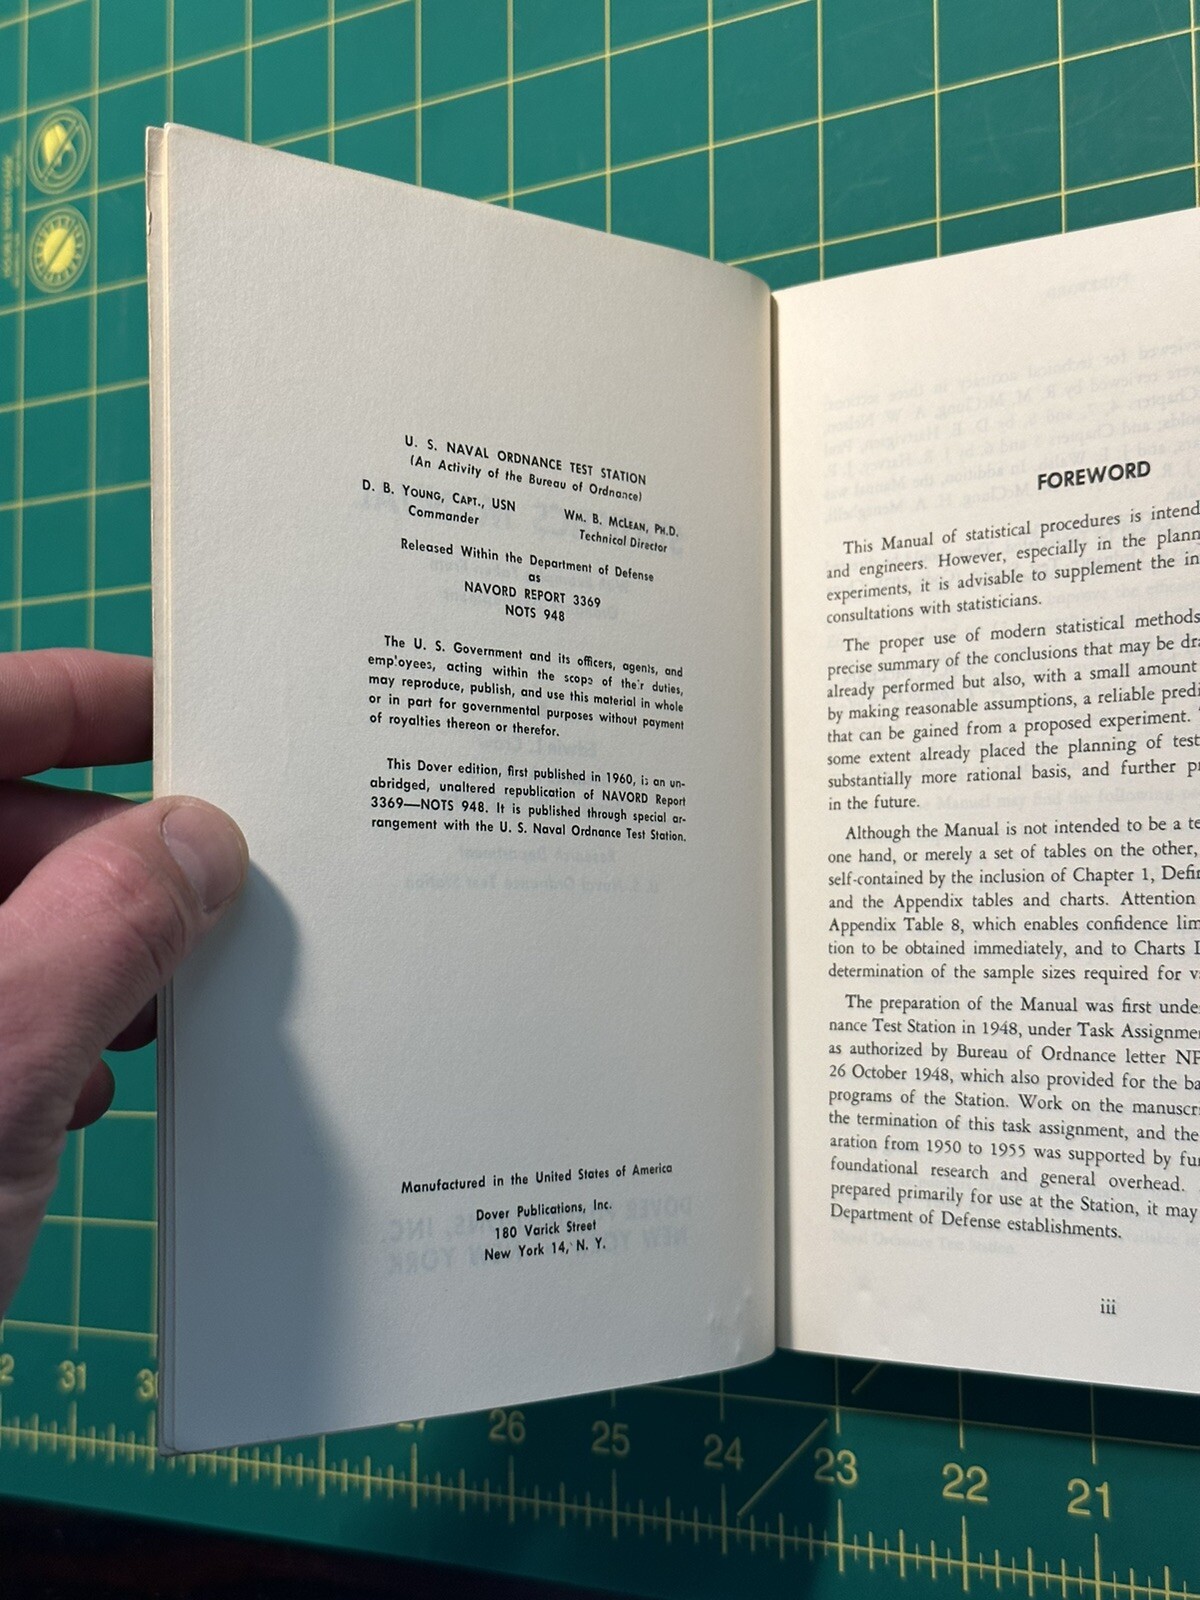 U. S. NAVAL ORDNANCE TEST STATION
(An Activity of the Bureau of Ordnance)
D. B. YOUNG, CAPT., USN
Commander
WM. B. MCLEAN, PH.D.
Technical Director
Released Within the Department of Defense
as
NAVORD REPORT 3369
NOTS 948
The U. S. Government and its officers, agents, and
employees, acting within the scope of their duties,
may reproduce, publish, and use this material in whole
or in part for governmental purposes without payment
of royalties thereon or therefor.
This Dover edition, first published in 1960, is an un-
abridged, unaltered republication of NAVORD Report
3369—NOTS 948. It is published through special ar-
rangement with the U. S. Naval Ordnance Test Station.
Manufactured in the United States of America
Dover Publications, Inc.
180 Varick Street
New York 14, N. Y.
FOREWORD
This Manual of statistical procedures is intend
and engineers. However, especially in the plann
experiments, it is advisable to supplement the in
consultations with statisticians.
The proper use of modern statistical methods
precise summary of the conclusions that may be dra
already performed but also, with a small amount
by making reasonable assumptions, a reliable predi
that can be gained from a proposed experiment.
some extent already placed the planning of test
substantially more rational basis, and further pr
in the future.
Although the Manual is not intended to be a te
one hand, or merely a set of tables on the other,
self-contained by the inclusion of Chapter 1, Defin
and the Appendix tables and charts. Attention
Appendix Table 8, which enables confidence lim
tion to be obtained immediately, and to Charts I
determination of the sample sizes required for v
The preparation of the Manual was first unde
nance Test Station in 1948, under Task Assignme
as authorized by Bureau of Ordnance letter NP
26 October 1948, which also provided for the ba
programs of the Station. Work on the manuscr
the termination of this task assignment, and the
aration from 1950 to 1955 was supported by fu
foundational research and general overhead.
prepared primarily for use at the Station, it may
Department of Defense establishments.
iii
31 30 27 26 25 24 23 22 21